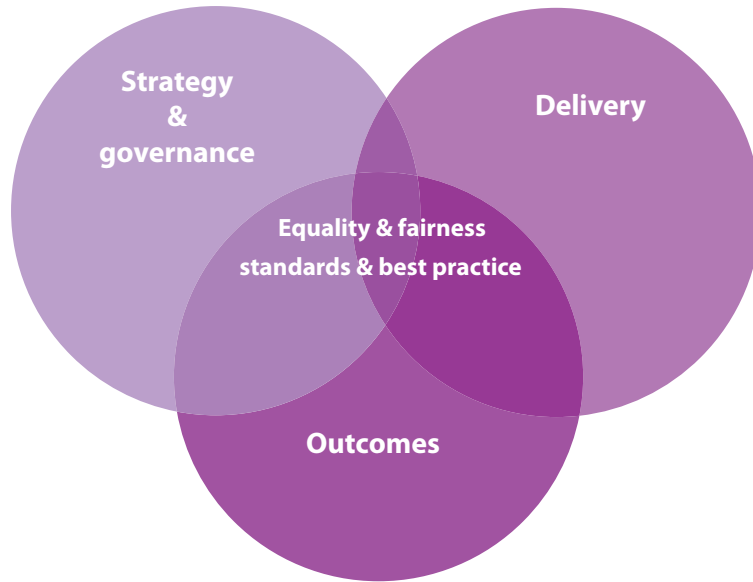 Strategy
&
governance
Delivery
Equality & fairness
standards & best practice
Outcomes